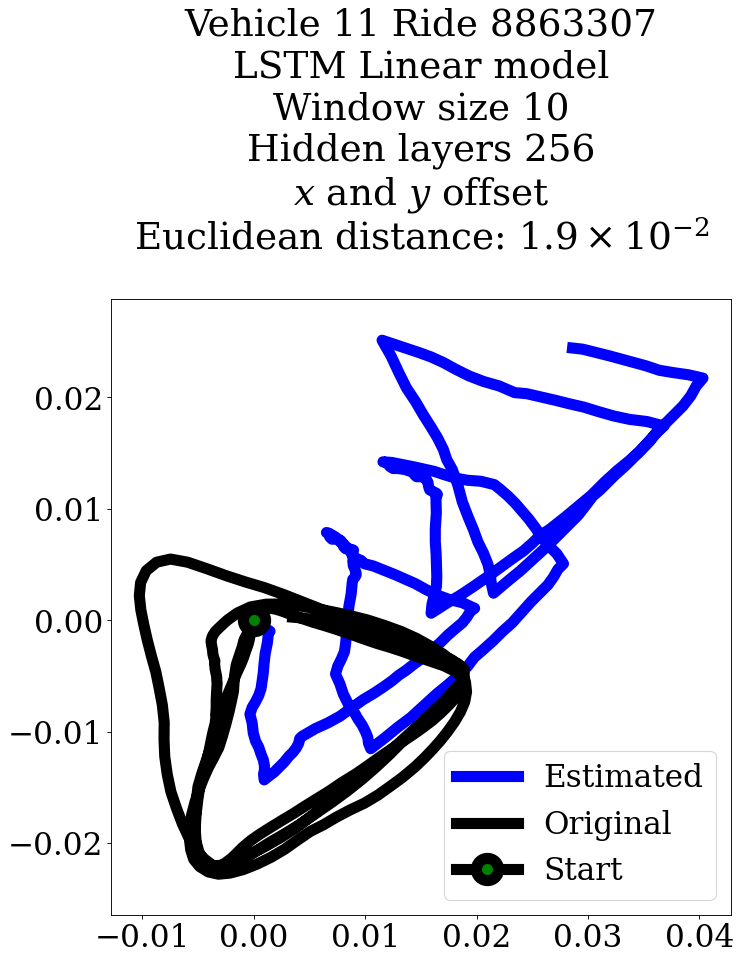 Vehicle 11 Ride 8863307
LSTM Linear model
Window size 10
Hidden layers 256
x and y offset
Euclidean distance: 1.9 × 10⁻²
0.02
0.01
0.00
−0.01
−0.02
Estimated
Original
Start
−0.01 0.00 0.01 0.02 0.03 0.04